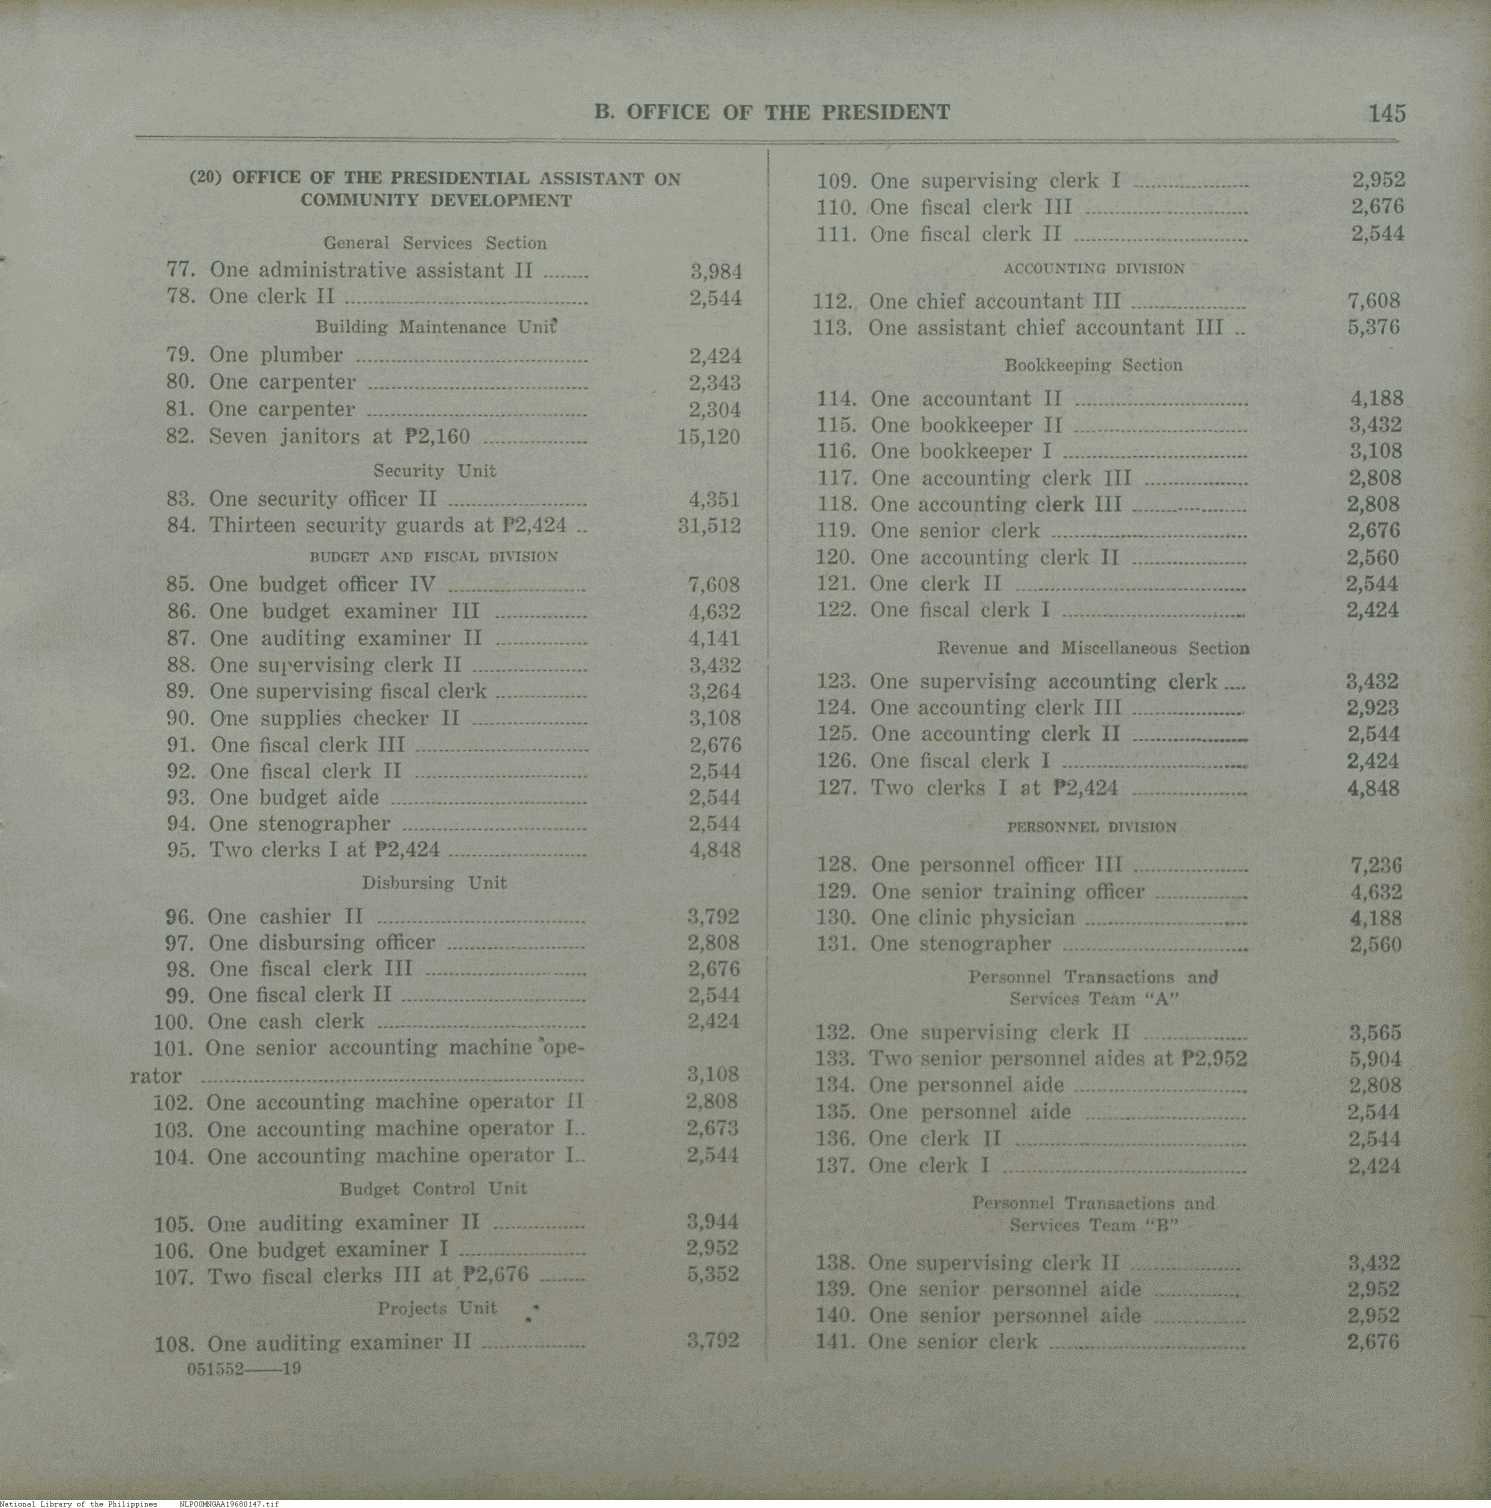 B. OFFICE OF THE PRESIDENT 145
(20) OFFICE OF THE PRESIDENTIAL ASSISTANT ON
COMMUNITY DEVELOPMENT
General Services Section
77. One administrative assistant II ........ 3,984
78. One clerk II ........ 2,544
Building Maintenance Unit
79. One plumber ........ 2,424
80. One carpenter ........ 2,343
81. One carpenter ........ 2,304
82. Seven janitors at ₱2,160 ........ 15,120
Security Unit
83. One security officer II ........ 4,351
84. Thirteen security guards at ₱2,424 .. 31,512
BUDGET AND FISCAL DIVISION
85. One budget officer IV ........ 7,608
86. One budget examiner III ........ 4,632
87. One auditing examiner II ........ 4,141
88. One supervising clerk II ........ 3,432
89. One supervising fiscal clerk ........ 3,264
90. One supplies checker II ........ 3,108
91. One fiscal clerk III ........ 2,676
92. One fiscal clerk II ........ 2,544
93. One budget aide ........ 2,544
94. One stenographer ........ 2,544
95. Two clerks I at ₱2,424 ........ 4,848
Disbursing Unit
96. One cashier II ........ 3,792
97. One disbursing officer ........ 2,808
98. One fiscal clerk III ........ 2,676
99. One fiscal clerk II ........ 2,544
100. One cash clerk ........ 2,424
101. One senior accounting machine ope-
rator ........ 3,108
102. One accounting machine operator II 2,808
103. One accounting machine operator I.. 2,673
104. One accounting machine operator I.. 2,544
Budget Control Unit
105. One auditing examiner II ........ 3,944
106. One budget examiner I ........ 2,952
107. Two fiscal clerks III at ₱2,676 ........ 5,352
Projects Unit
108. One auditing examiner II ........ 3,792
051552——19
109. One supervising clerk I ........ 2,952
110. One fiscal clerk III ........ 2,676
111. One fiscal clerk II ........ 2,544
ACCOUNTING DIVISION
112. One chief accountant III ........ 7,608
113. One assistant chief accountant III .. 5,376
Bookkeeping Section
114. One accountant II ........ 4,188
115. One bookkeeper II ........ 3,432
116. One bookkeeper I ........ 3,108
117. One accounting clerk III ........ 2,808
118. One accounting clerk III ........ 2,808
119. One senior clerk ........ 2,676
120. One accounting clerk II ........ 2,560
121. One clerk II ........ 2,544
122. One fiscal clerk I ........ 2,424
Revenue and Miscellaneous Section
123. One supervising accounting clerk .... 3,432
124. One accounting clerk III ........ 2,923
125. One accounting clerk II ........ 2,544
126. One fiscal clerk I ........ 2,424
127. Two clerks I at ₱2,424 ........ 4,848
PERSONNEL DIVISION
128. One personnel officer III ........ 7,236
129. One senior training officer ........ 4,632
130. One clinic physician ........ 4,188
131. One stenographer ........ 2,560
Personnel Transactions and
Services Team "A"
132. One supervising clerk II ........ 3,565
133. Two senior personnel aides at ₱2,952 5,904
134. One personnel aide ........ 2,808
135. One personnel aide ........ 2,544
136. One clerk II ........ 2,544
137. One clerk I ........ 2,424
Personnel Transactions and
Services Team "B"
138. One supervising clerk II ........ 3,432
139. One senior personnel aide ........ 2,952
140. One senior personnel aide ........ 2,952
141. One senior clerk ........ 2,676
National Library of the Philippines NLPOOMNGAA19680147.tif